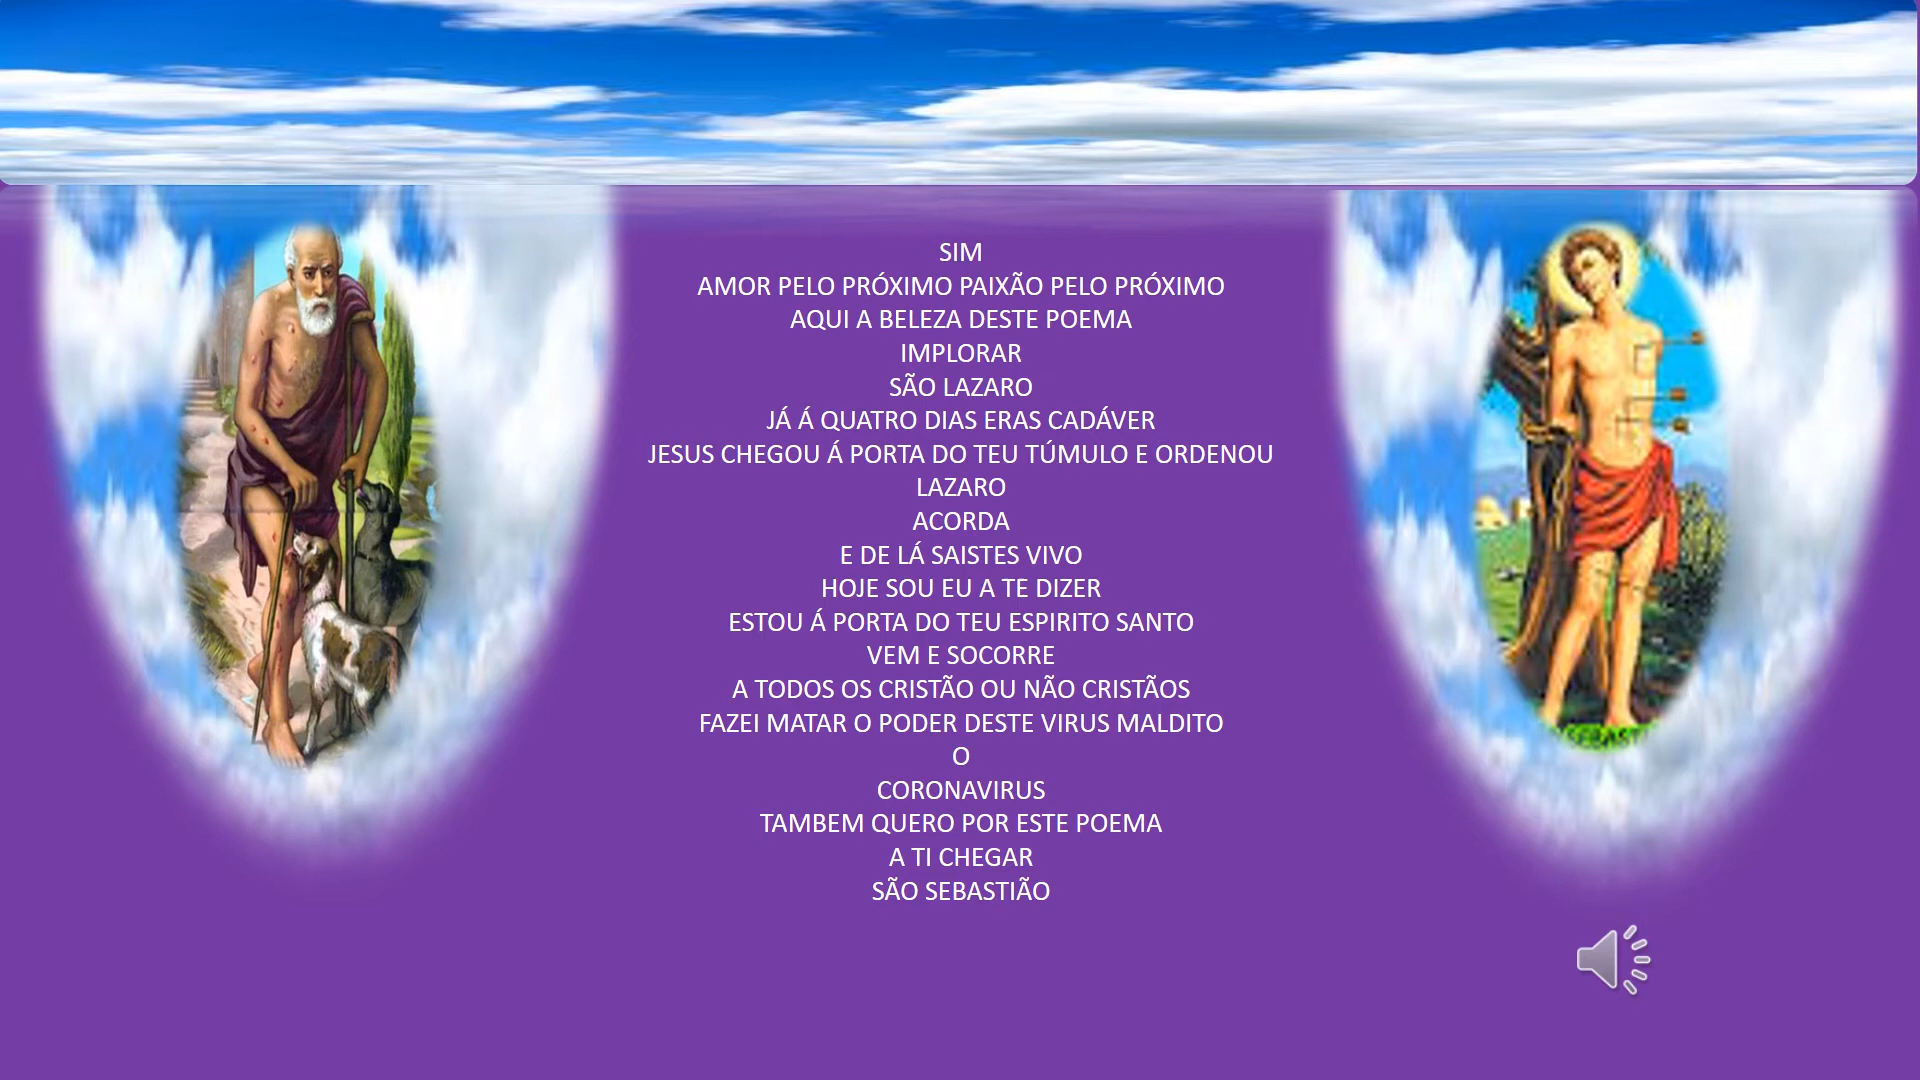 SIM
AMOR PELO PRÓXIMO PAIXÃO PELO PRÓXIMO
AQUI A BELEZA DESTE POEMA
IMPLORAR
SÃO LAZARO
JÁ Á QUATRO DIAS ERAS CADÁVER
JESUS CHEGOU Á PORTA DO TEU TÚMULO E ORDENOU
LAZARO
ACORDA
E DE LÁ SAISTES VIVO
HOJE SOU EU A TE DIZER
ESTOU Á PORTA DO TEU ESPIRITO SANTO
VEM E SOCORRE
A TODOS OS CRISTÃO OU NÃO CRISTÃOS
FAZEI MATAR O PODER DESTE VIRUS MALDITO
O
CORONAVIRUS
TAMBEM QUERO POR ESTE POEMA
A TI CHEGAR
SÃO SEBASTIÃO